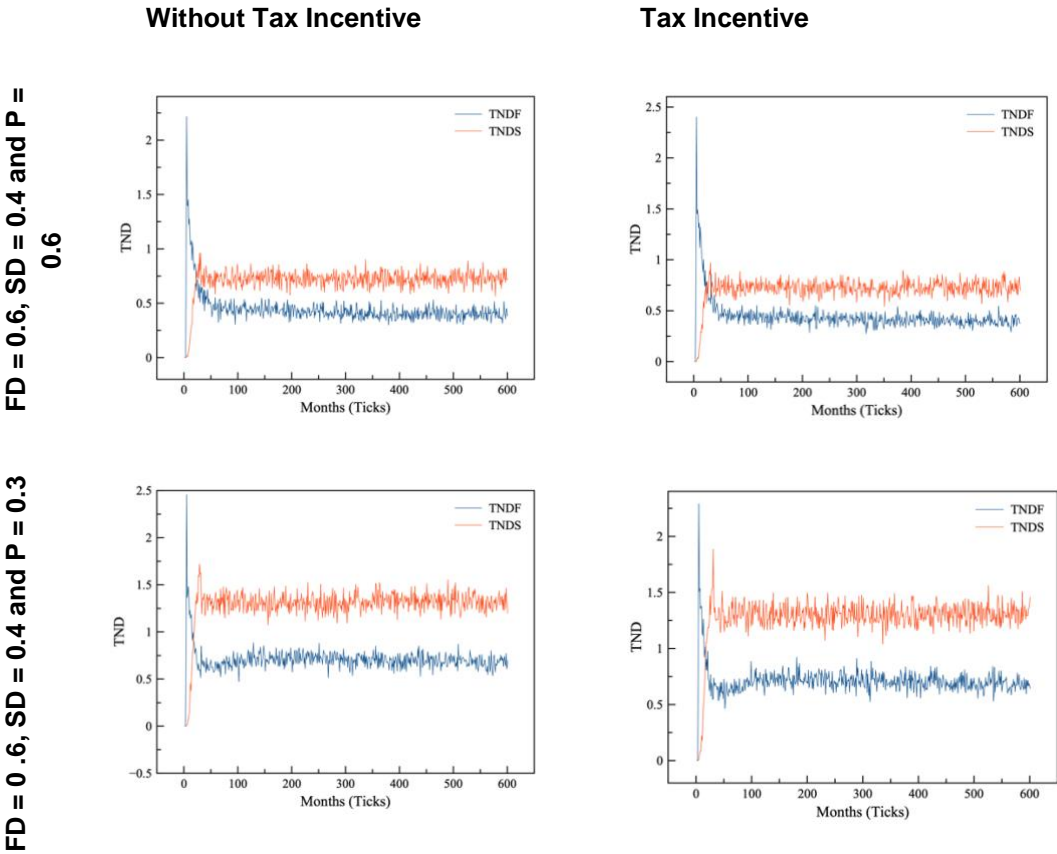 Without Tax Incentive
Tax Incentive
FD = 0.6, SD = 0.4 and P =
0.6
TND
2
1.5
1
0.5
0
TNDF
TNDS
0 100 200 300 400 500 600
Months (Ticks)
TND
2.5
2
1.5
1
0.5
0
TNDF
TNDS
0 100 200 300 400 500 600
Months (Ticks)
FD = 0 .6, SD = 0.4 and P = 0.3
TND
2.5
2
1.5
1
0.5
0
−0.5
TNDF
TNDS
0 100 200 300 400 500 600
Months (Ticks)
TND
2
1.5
1
0.5
0
TNDF
TNDS
0 100 200 300 400 500 600
Months (Ticks)